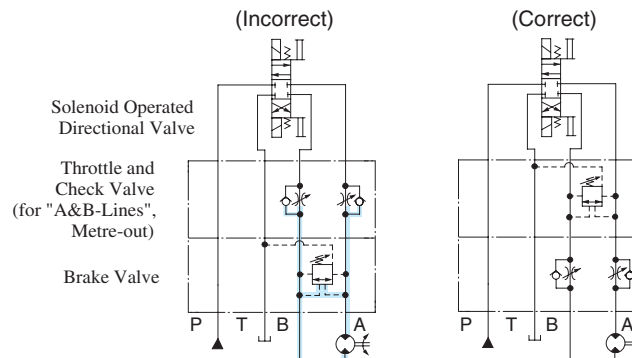 (Incorrect)
(Correct)
Solenoid Operated
Directional Valve
Throttle and
Check Valve
(for "A&B-Lines",
Metre-out)
Brake Valve
P T B A
P T B A